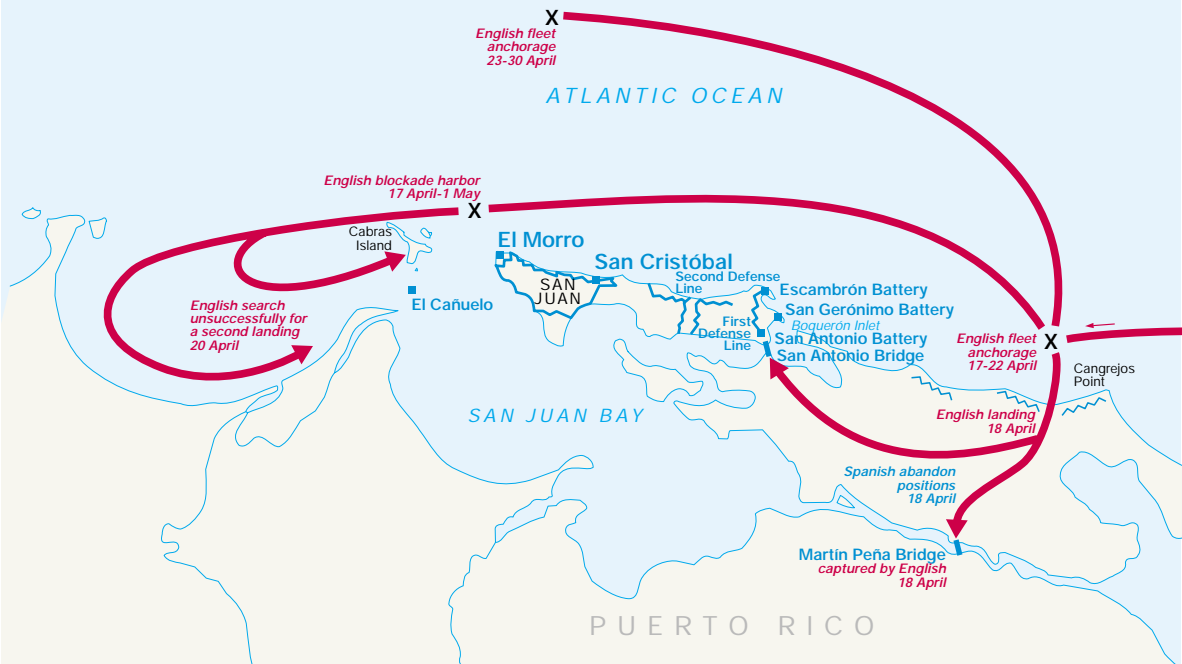 X
English fleet
anchorage
23-30 April
ATLANTIC OCEAN
English blockade harbor
17 April-1 May
X
Cabras
Island
El Morro
San Cristóbal
SAN
JUAN
Second Defense
Line
Escambrón Battery
San Gerónimo Battery
Boquerón Inlet
First
Defense
Line
San Antonio Battery
San Antonio Bridge
El Cañuelo
English search
unsuccessfully for
a second landing
20 April
X
English fleet
anchorage
17-22 April
Cangrejos
Point
English landing
18 April
SAN JUAN BAY
Spanish abandon
positions
18 April
Martín Peña Bridge
captured by English
18 April
PUERTO RICO